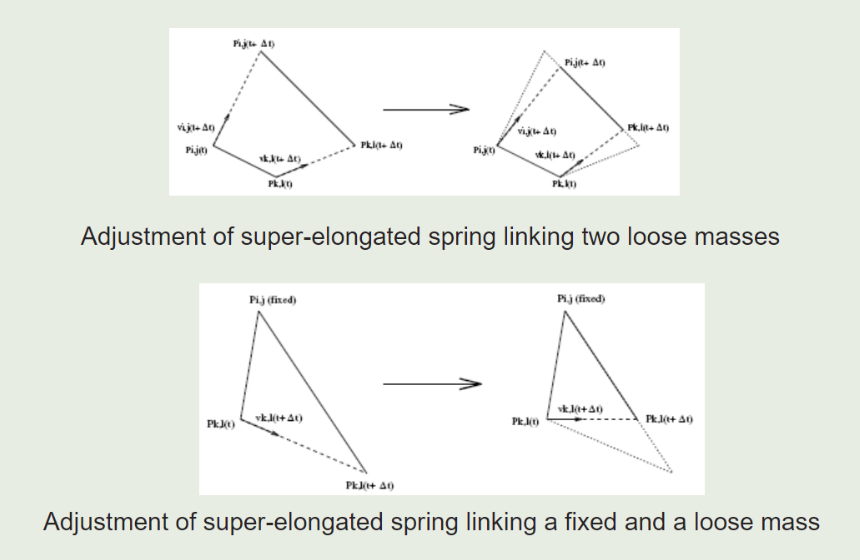 Pi,j(t+ Δt)
vi,j(t+ Δt)
Pi,j(t)
vk,l(t+ Δt)
Pk,l(t+ Δt)
Pk,l(t)
Pi,j(t+ Δt)
vi,j(t+ Δt)
Pk,l(t+ Δt)
Pi,j(t)
vk,l(t+ Δt)
Pk,l(t)
Adjustment of super-elongated spring linking two loose masses
Pi,j (fixed)
vk,l(t+ Δt)
Pk,l(t)
Pk,l(t+ Δt)
Pi,j (fixed)
vk,l(t+ Δt)
Pk,l(t)
Pk,l(t+ Δt)
Adjustment of super-elongated spring linking a fixed and a loose mass